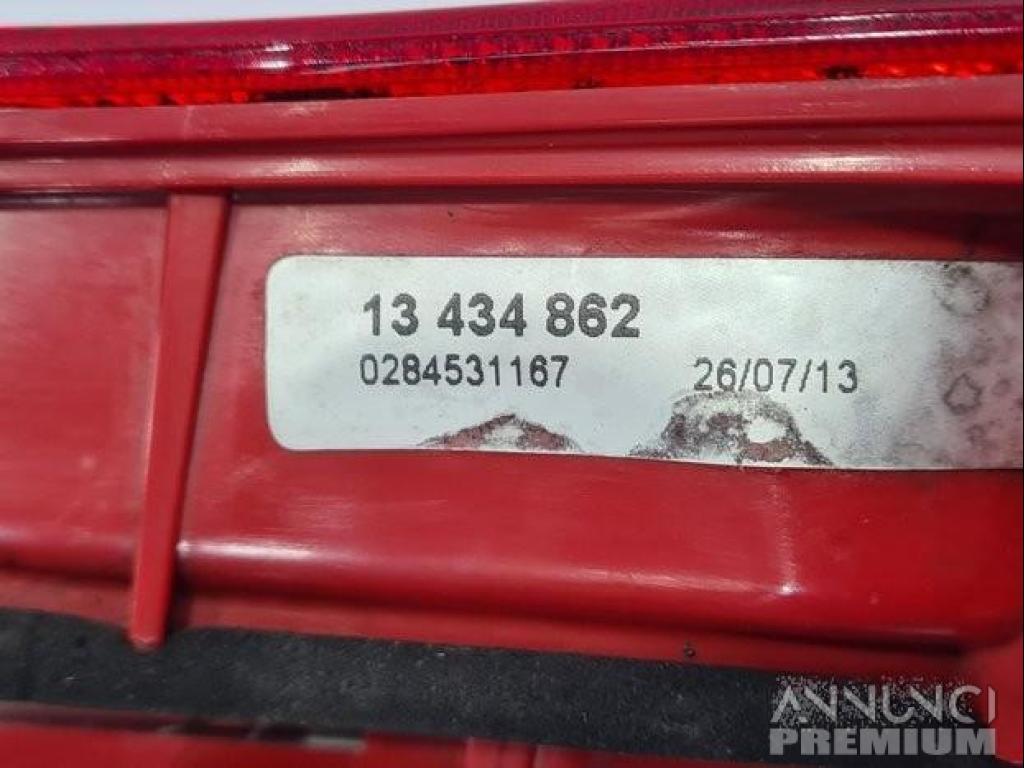 13 434 862
0284531167 26/07/13
ANNUNCI
PREMIUM